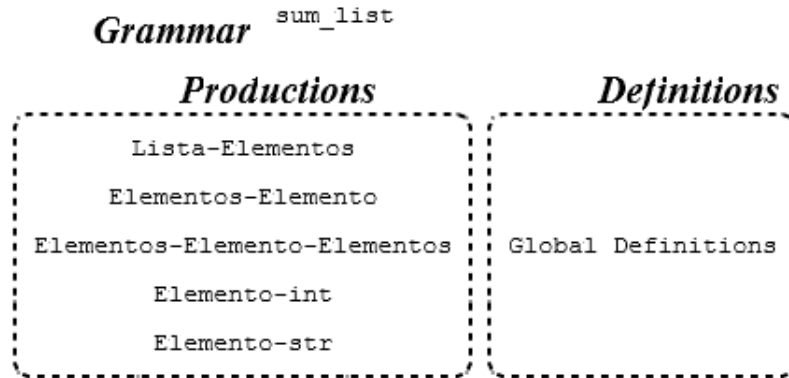 Grammar sum_list
Productions
Definitions
Lista-Elementos
Elementos-Elemento
Elementos-Elemento-Elementos
Elemento-int
Elemento-str
Global Definitions